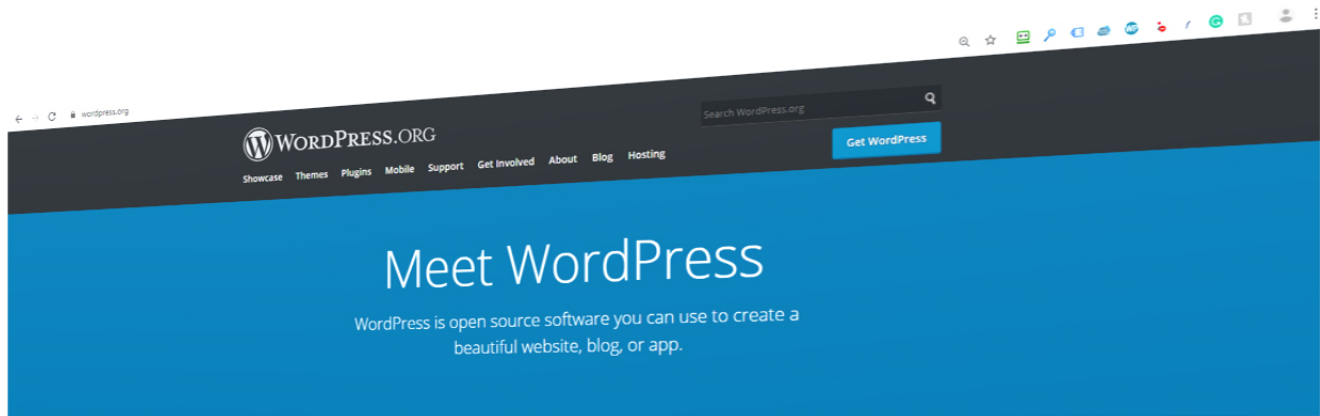 wordpress.org
WORDPRESS.ORG
Search WordPress.org
Showcase Themes Plugins Mobile Support Get Involved About Blog Hosting
Get WordPress
Meet WordPress
WordPress is open source software you can use to create a
beautiful website, blog, or app.